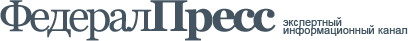 ФедералПресс
экспертный
информационный канал